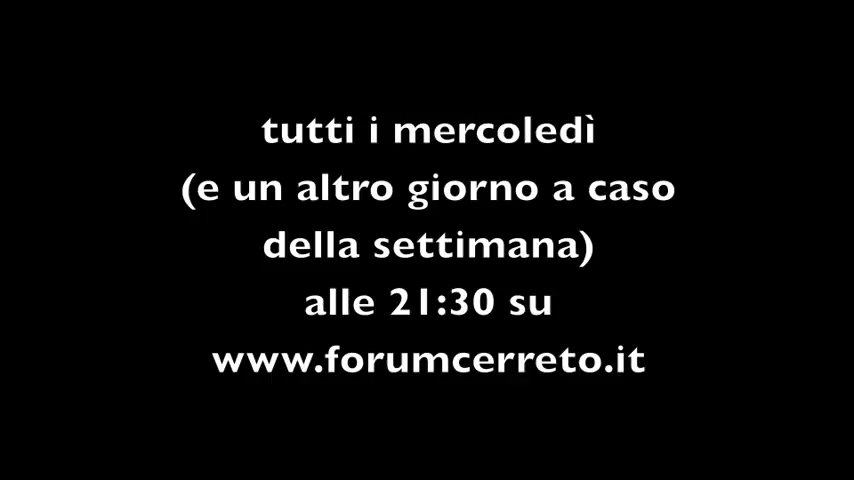 tutti i mercoledì
(e un altro giorno a caso
della settimana)
alle 21:30 su
www.forumcerreto.it